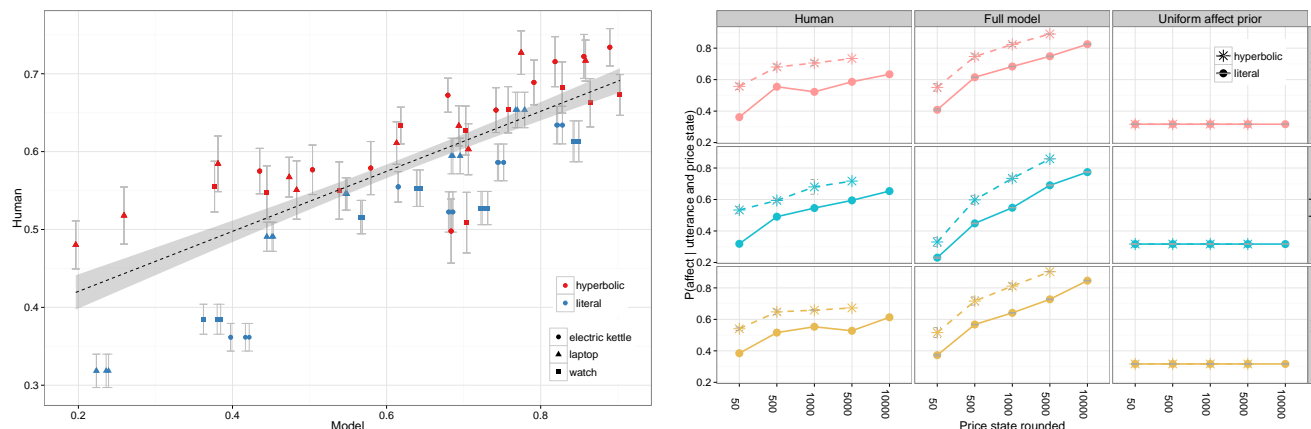 0.7
0.6
0.5
0.4
0.3
Human
0.2
0.4
0.6
0.8
Model
hyperbolic
literal
electric kettle
laptop
watch
Human
Full model
Uniform affect prior
0.8
0.6
0.4
0.2
0.8
0.6
0.4
0.2
0.8
0.6
0.4
0.2
P(affect | utterance and price state)
hyperbolic
literal
50
500
1000
5000
10000
50
500
1000
5000
10000
50
500
1000
5000
10000
Price state rounded